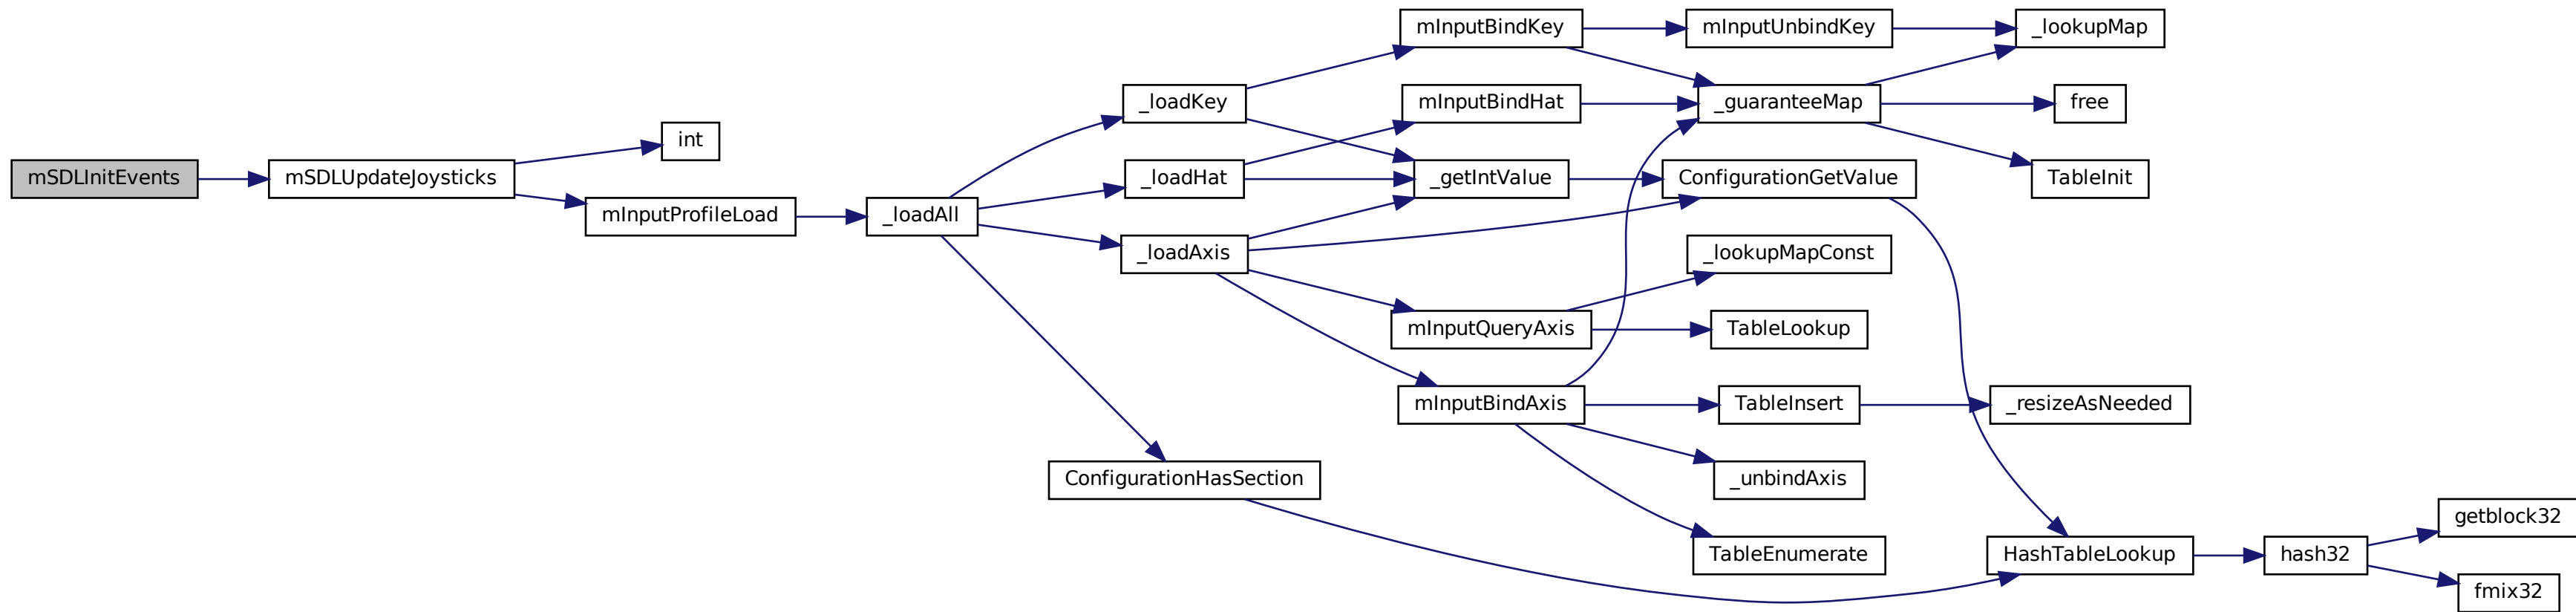 mSDLInitEvents
mSDLUpdateJoysticks
int
mInputProfileLoad
_loadAll
_loadKey
_loadHat
_loadAxis
ConfigurationHasSection
mInputBindKey
mInputBindHat
_getIntValue
mInputQueryAxis
mInputBindAxis
mInputUnbindKey
_guaranteeMap
ConfigurationGetValue
_lookupMapConst
TableLookup
TableInsert
_unbindAxis
TableEnumerate
_lookupMap
free
TableInit
_resizeAsNeeded
HashTableLookup
hash32
getblock32
fmix32